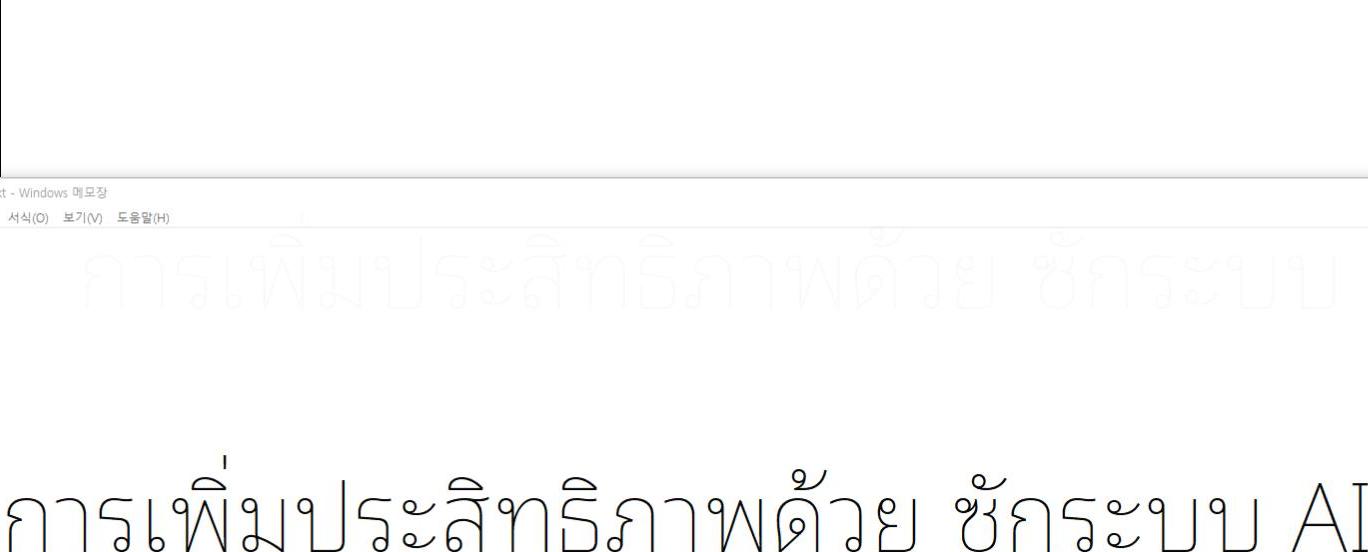 xt - Windows 메모장
서식(O) 보기(V) 도움말(H)
การเพิ่มประสิทธิภาพด้วย ซักระบบ
การเพิ่มประสิทธิภาพด้วย ซักระบบ AI